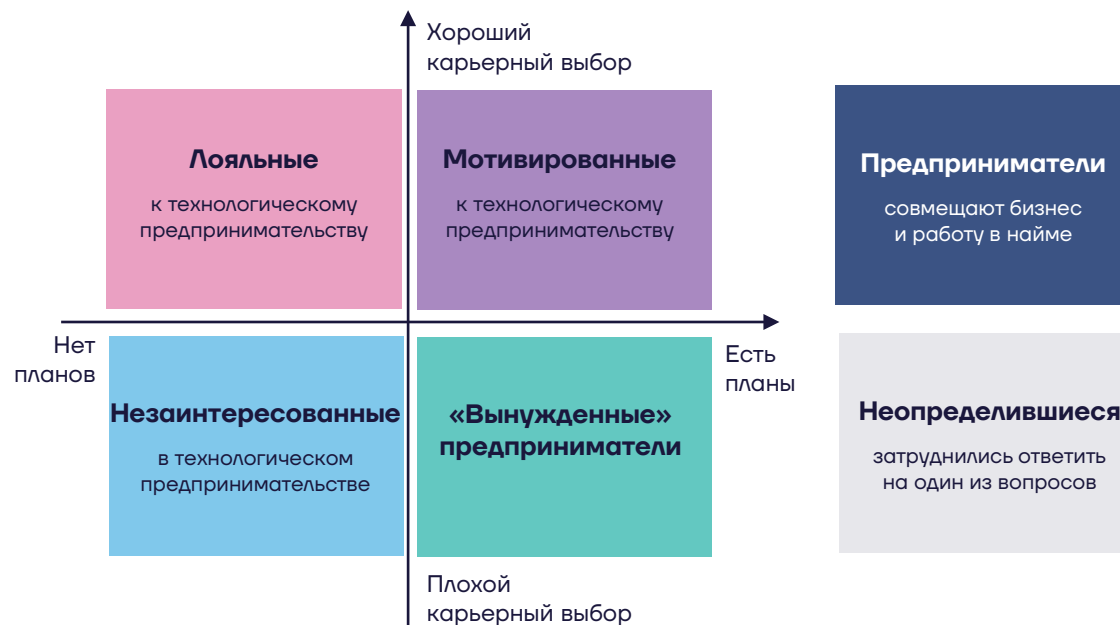 Хороший
карьерный выбор
Лояльные
к технологическому
предпринимательству
Мотивированные
к технологическому
предпринимательству
Предприниматели
совмещают бизнес
и работу в найме
Нет
планов
Есть
планы
Незаинтересованные
в технологическом
предпринимательстве
«Вынужденные»
предприниматели
Неопределившиеся
затруднились ответить
на один из вопросов
Плохой
карьерный выбор